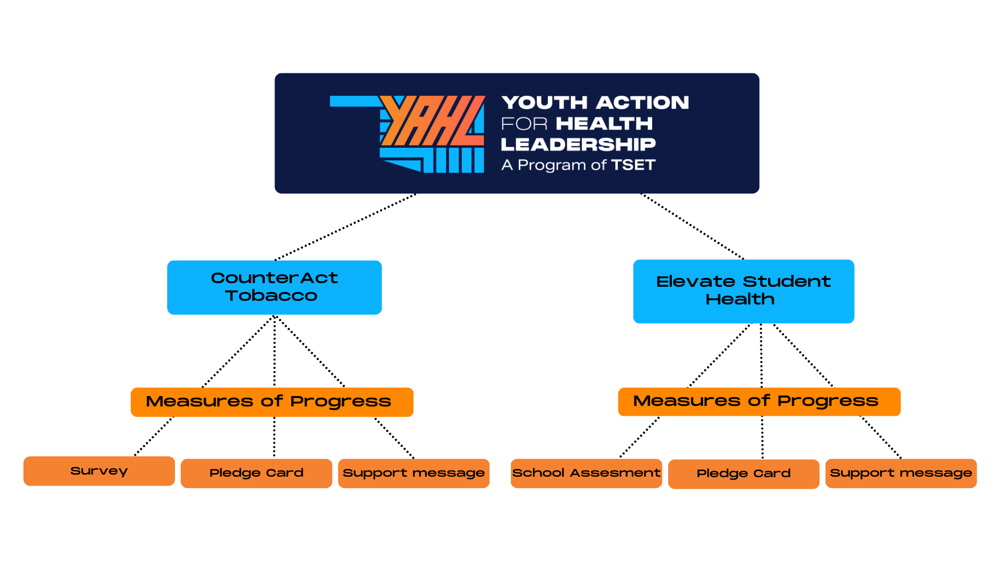 YAHL
YOUTH ACTION
FOR HEALTH
LEADERSHIP
A Program of TSET
CounterAct
Tobacco
Elevate Student
Health
Measures of Progress
Measures of Progress
Survey
Pledge Card
Support message
School Assesment
Pledge Card
Support message